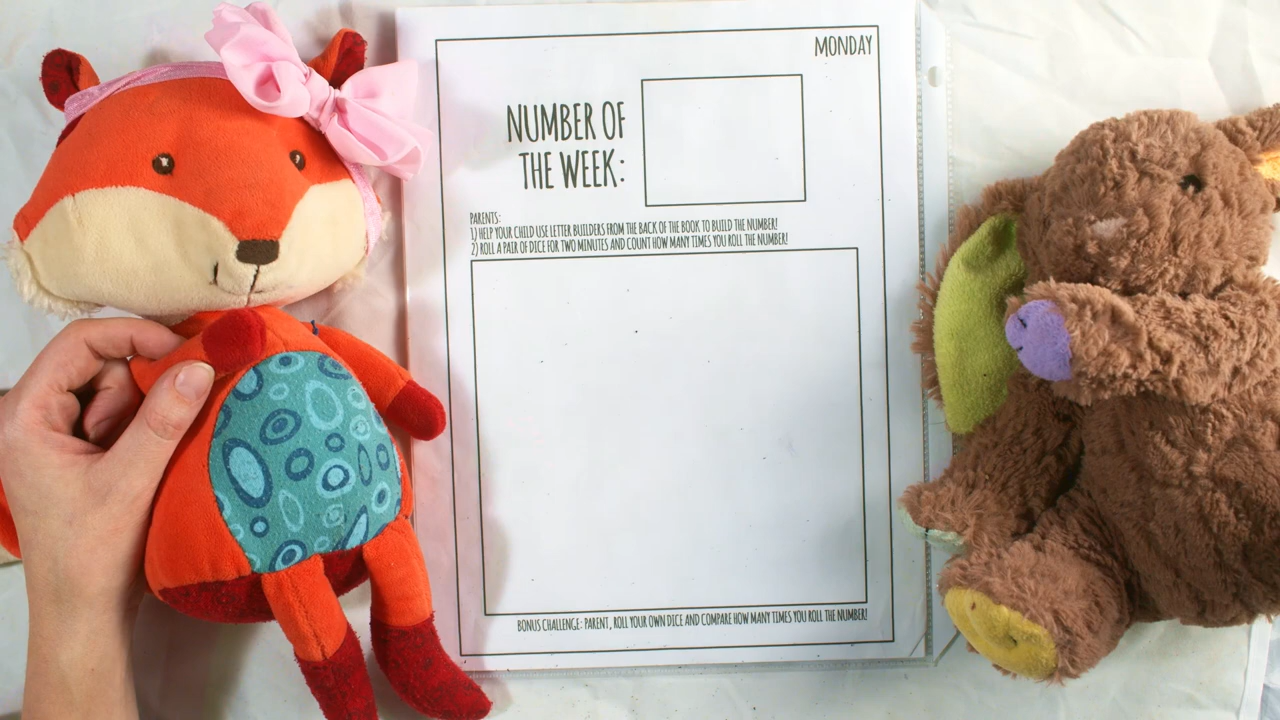 MONDAY
NUMBER OF
THE WEEK:
PARENTS:
1) HELP YOUR CHILD USE LETTER BUILDERS FROM THE BACK OF THE BOOK TO BUILD THE NUMBER!
2) ROLL A PAIR OF DICE FOR TWO MINUTES AND COUNT HOW MANY TIMES YOU ROLL THE NUMBER!
BONUS CHALLENGE: PARENT, ROLL YOUR OWN DICE AND COMPARE HOW MANY TIMES YOU ROLL THE NUMBER!